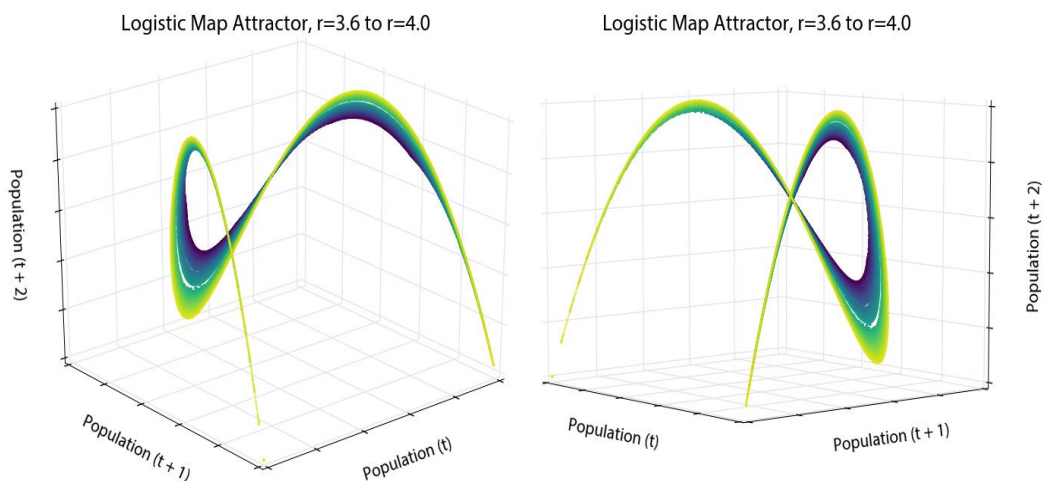 Logistic Map Attractor, r=3.6 to r=4.0
Population (t + 2)
Population (t + 1)
Population (t)
Logistic Map Attractor, r=3.6 to r=4.0
Population (t + 2)
Population (t)
Population (t + 1)